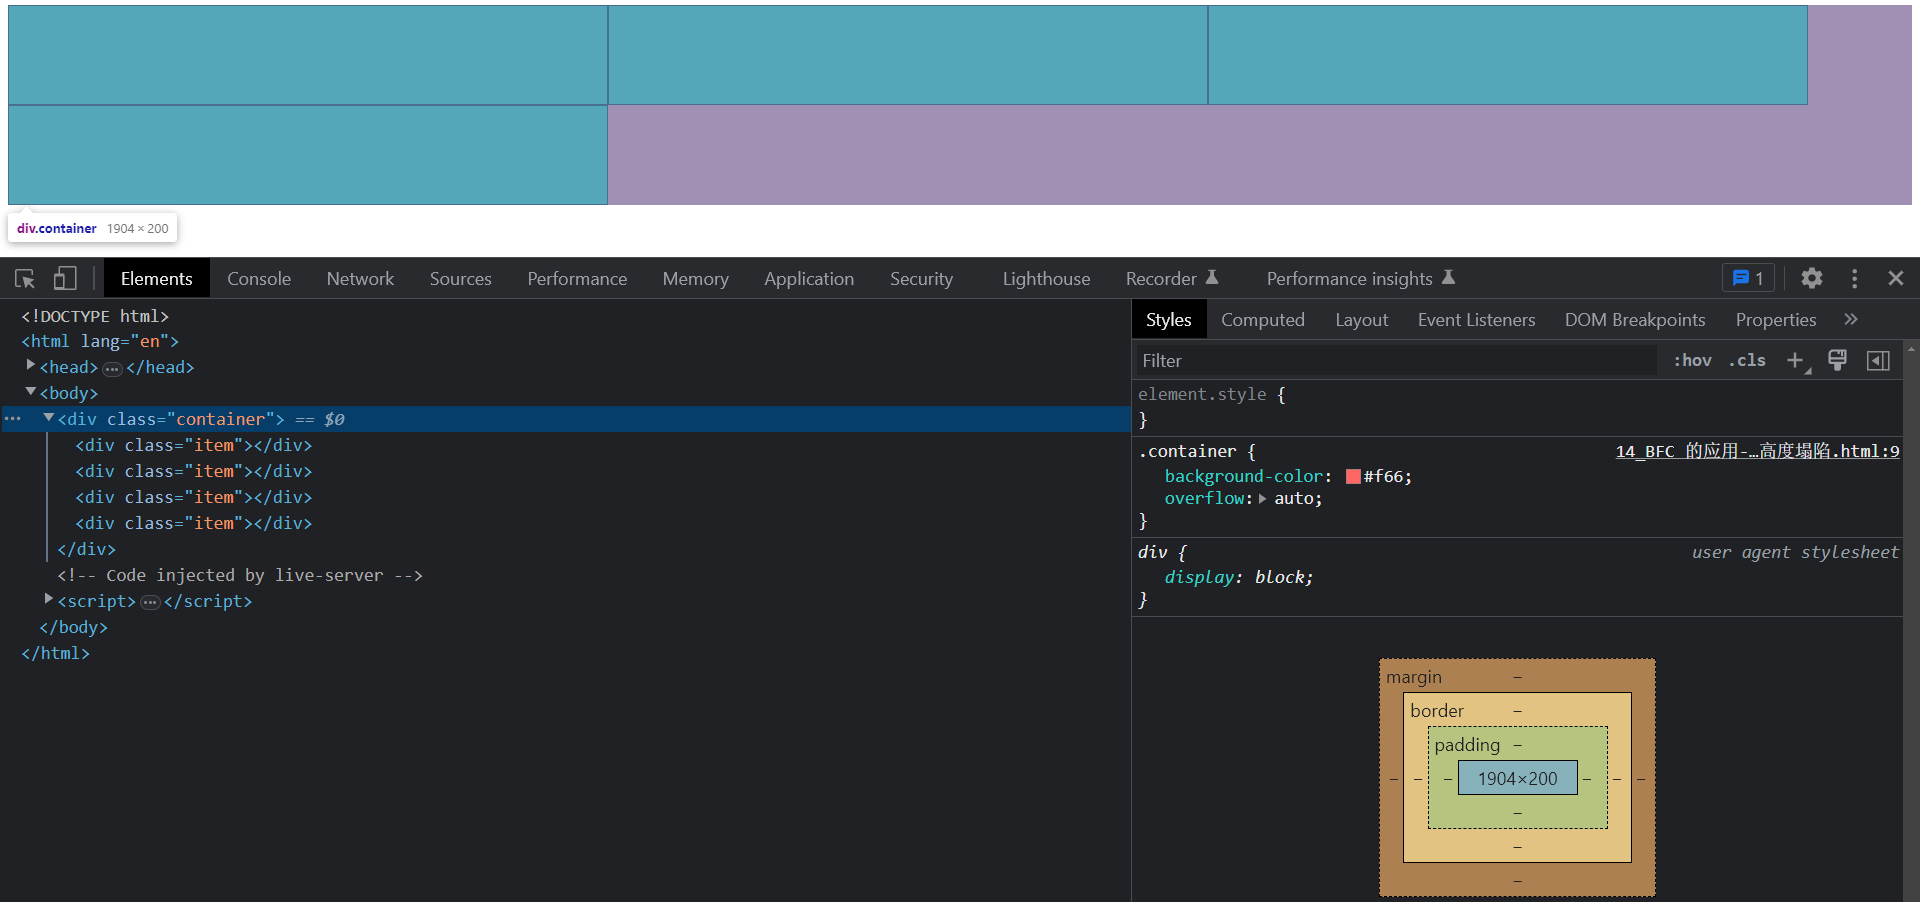 div.container 1904 × 200
Elements Console Network Sources Performance Memory Application Security Lighthouse Recorder Performance insights 1
<!DOCTYPE html>
<html lang="en">
<head>…</head>
<body>
… <div class="container"> == $0
<div class="item"></div>
<div class="item"></div>
<div class="item"></div>
<div class="item"></div>
</div>
<!-- Code injected by live-server -->
<script>…</script>
</body>
</html>
Styles Computed Layout Event Listeners DOM Breakpoints Properties »
Filter :hov .cls +
element.style {
}
.container { 14_BFC 的应用-…高度塌陷.html:9
background-color: #f66;
overflow: auto;
}
div { user agent stylesheet
display: block;
}
margin –
border –
padding –
– – – 1904×200 – – –
–
–
–